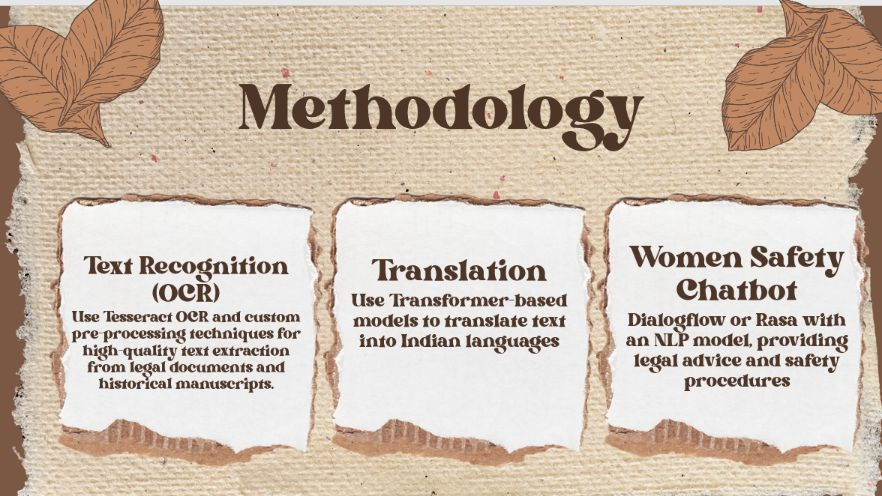 Methodology
Text Recognition
(OCR)
Use Tesseract OCR and custom
pre-processing techniques for
high-quality text extraction
from legal documents and
historical manuscripts.
Translation
Use Transformer-based
models to translate text
into Indian languages
Women Safety
Chatbot
Dialogflow or Rasa with
an NLP model, providing
legal advice and safety
procedures